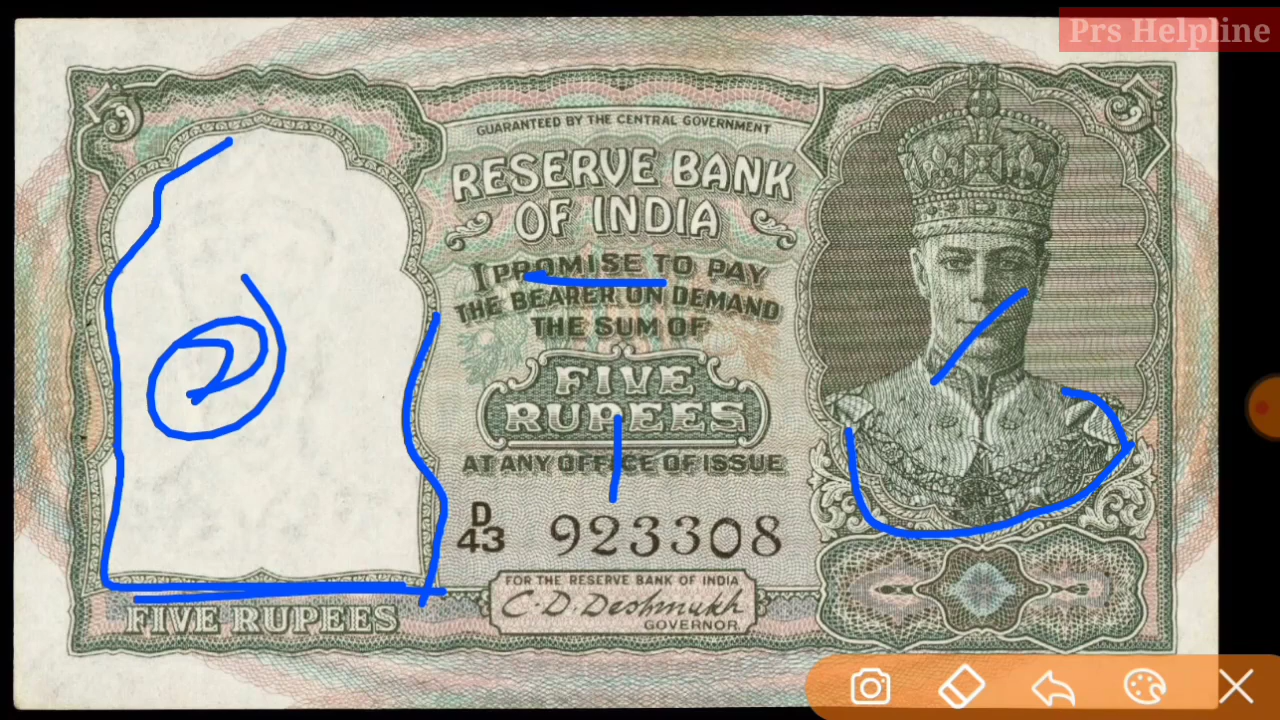 Prs Helpline
5
5
GUARANTEED BY THE CENTRAL GOVERNMENT
RESERVE BANK
OF INDIA
I PROMISE TO PAY
THE BEARER ON DEMAND
THE SUM OF
FIVE
RUPEES
AT ANY OFFICE OF ISSUE
D
43 923308
FOR THE RESERVE BANK OF INDIA
C. D. Deshmukh
GOVERNOR
FIVE RUPEES